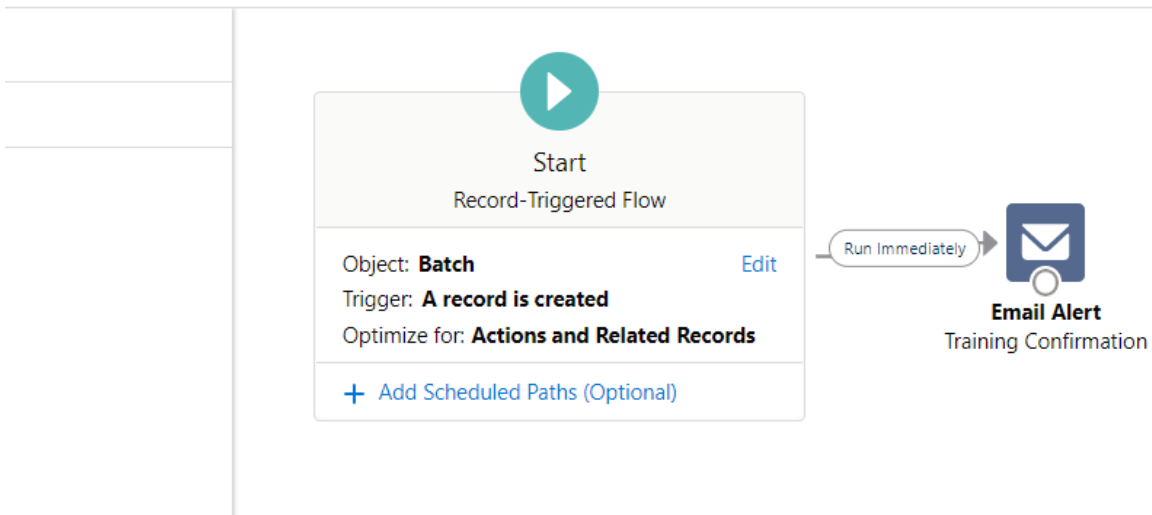 Start
Record-Triggered Flow
Object: Batch
Edit
Trigger: A record is created
Optimize for: Actions and Related Records
+ Add Scheduled Paths (Optional)
Run Immediately
Email Alert
Training Confirmation